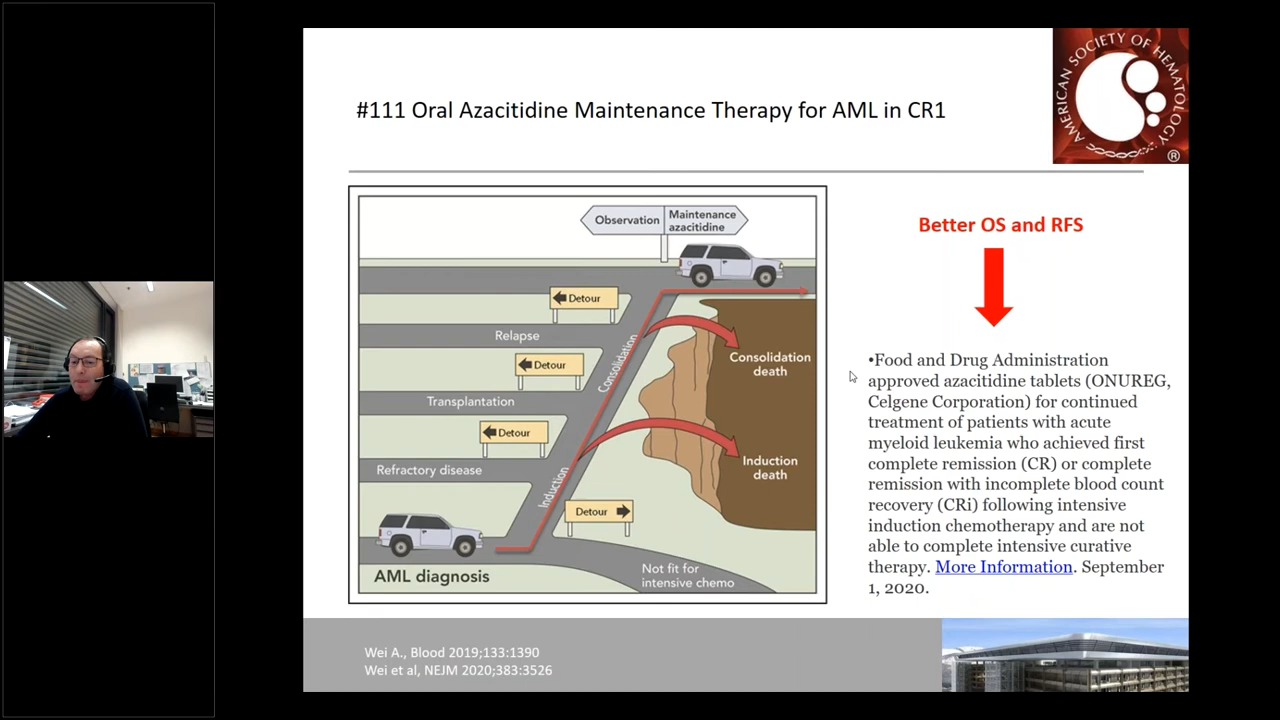 AMERICAN SOCIETY OF HEMATOLOGY
®
#111 Oral Azacitidine Maintenance Therapy for AML in CR1
Observation
Maintenance
azacitidine
Detour
Relapse
Consolidation
Consolidation
death
Detour
Transplantation
Detour
Refractory disease
Induction
Induction
death
Detour
AML diagnosis
Not fit for
intensive chemo
Better OS and RFS
•Food and Drug Administration
approved azacitidine tablets (ONUREG,
Celgene Corporation) for continued
treatment of patients with acute
myeloid leukemia who achieved first
complete remission (CR) or complete
remission with incomplete blood count
recovery (CRi) following intensive
induction chemotherapy and are not
able to complete intensive curative
therapy. More Information. September
1, 2020.
Wei A., Blood 2019;133:1390
Wei et al, NEJM 2020;383:3526